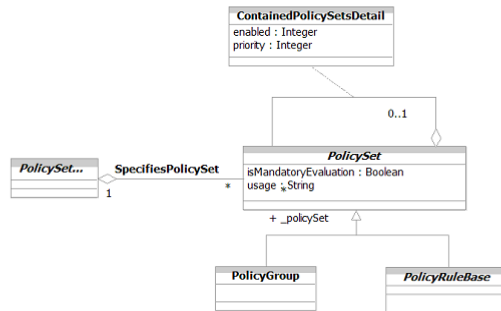 ContainedPolicySetsDetail
enabled : Integer
priority : Integer
0..1
PolicySet
PolicySet...
SpecifiesPolicySet
isMandatoryEvaluation : Boolean
usage : String
1
*
*
+ _policySet
PolicyGroup
PolicyRuleBase